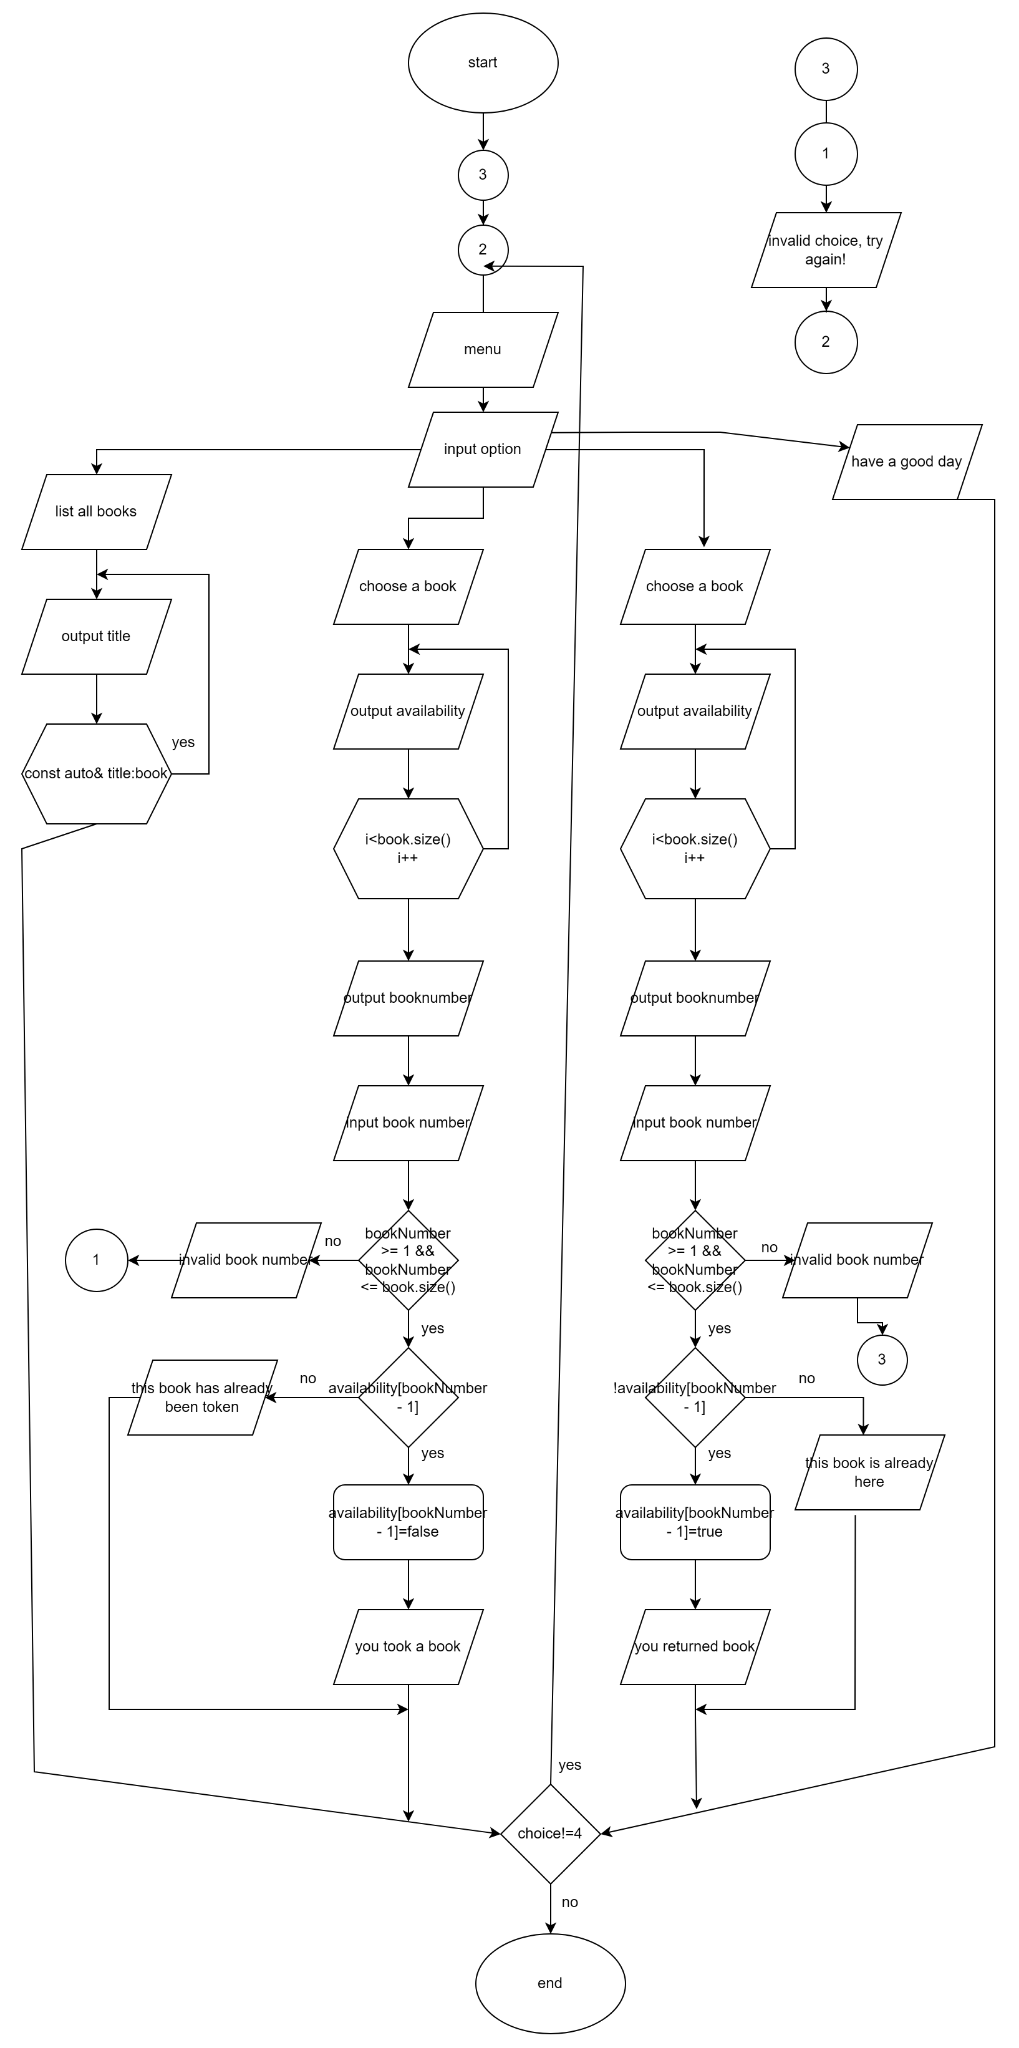 start
3
3
1
2
invalid choice, try
again!
2
menu
input option
have a good day
list all books
choose a book
choose a book
output title
output availability
output availability
yes
const auto& title:book
i<book.size()
i++
i<book.size()
i++
output booknumber
output booknumber
input book number
input book number
1
invalid book number
no
bookNumber
>= 1 &&
bookNumber
<= book.size()
bookNumber
>= 1 &&
bookNumber
<= book.size()
no
invalid book number
yes
yes
3
this book has already
been token
no
availability[bookNumber
- 1]
!availability[bookNumber
- 1]
no
yes
yes
this book is already
here
availability[bookNumber
- 1]=false
availability[bookNumber
- 1]=true
you took a book
you returned book
yes
choice!=4
no
end